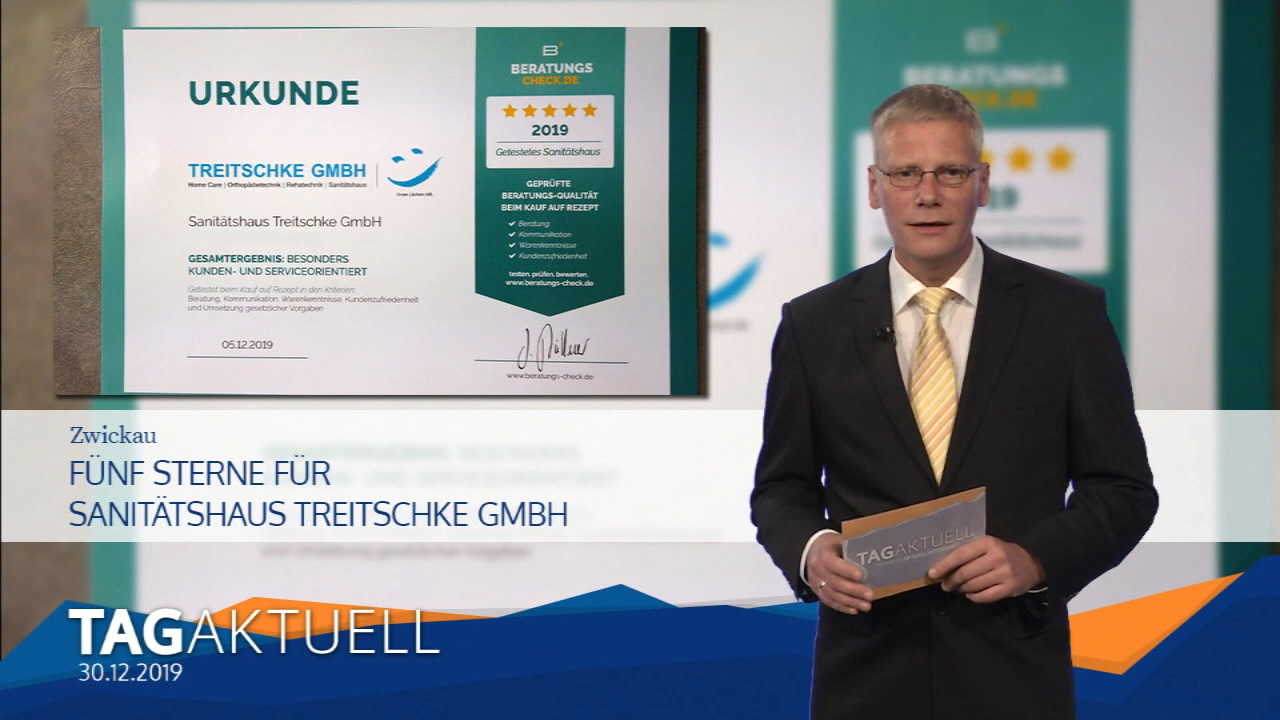 URKUNDE
TREITSCHKE GMBH
Home Care | Orthopädietechnik | Rehatechnik | Sanitätshaus
Unser Lächeln hilft.
Sanitätshaus Treitschke GmbH
GESAMTERGEBNIS: BESONDERS
KUNDEN- UND SERVICEORIENTIERT
Getestet beim Kauf auf Rezept in den Kriterien:
Beratung, Kommunikation, Warenkenntnisse, Kundenzufriedenheit
und Umsetzung gesetzlicher Vorgaben
05.12.2019
B
BERATUNGS
CHECK.DE
2019
Getestetes Sanitätshaus
GEPRÜFTE
BERATUNGS-QUALITÄT
BEIM KAUF AUF REZEPT
Beratung
Kommunikation
Warenkenntnisse
Kundenzufriedenheit
testen. prüfen. bewerten.
www.beratungs-check.de
www.beratungs-check.de
Zwickau
FÜNF STERNE FÜR
SANITÄTSHAUS TREITSCHKE GMBH
TAGAKTUELL
TAGAKTUELL
30.12.2019